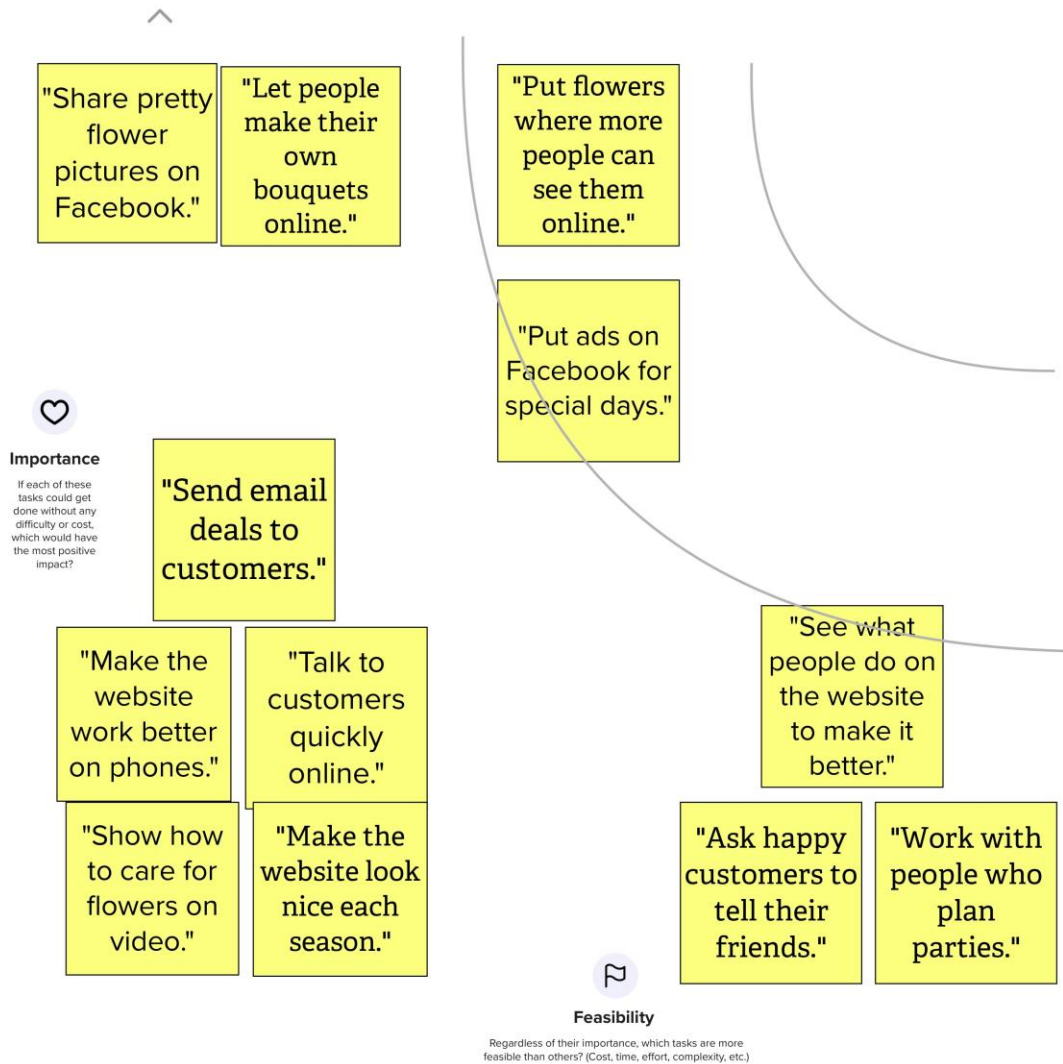 "Share pretty
flower
pictures on
Facebook."
"Let people
make their
own
bouquets
online."
"Put flowers
where more
people can
see them
online."
"Put ads on
Facebook for
special days."
Importance
If each of these
tasks could get
done without any
difficulty or cost,
which would have
the most positive
impact?
"Send email
deals to
customers."
"Make the
website
work better
on phones."
"Talk to
customers
quickly
online."
"See what
people do on
the website
to make it
better."
"Show how
to care for
flowers on
video."
"Make the
website look
nice each
season."
"Ask happy
customers to
tell their
friends."
"Work with
people who
plan
parties."
Feasibility
Regardless of their importance, which tasks are more
feasible than others? (Cost, time, effort, complexity, etc.)